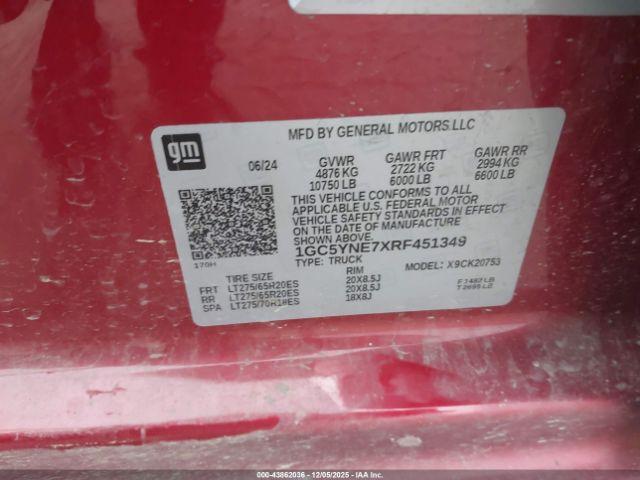 MFD BY GENERAL MOTORS.LLC
gm
06/24 GVWR GAWR FRT GAWR RR
4876 KG 2722 KG 2994 KG
10750 LB 6000 LB 6600 LB
THIS VEHICLE CONFORMS TO ALL
APPLICABLE U.S. FEDERAL MOTOR
VEHICLE SAFETY STANDARDS IN EFFECT
ON THE DATE OF MANUFACTURE
SHOWN ABOVE.
1GC5YNE7XRF451349
170H
TYPE: TRUCK MODEL: X9CK20753
TIRE SIZE RIM
FRT LT275/65R20ES 20X8.5J F1482LB
RR LT275/65R20ES 20X8.5J T2695LB
SPA LT275/70R18ES 18X8J
000-43862036 - 12/05/2025 - IAA Inc.